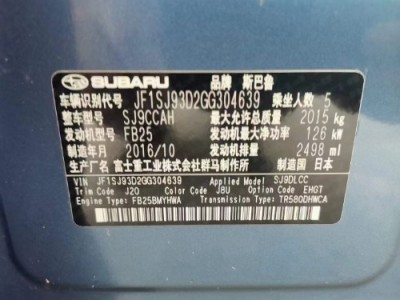 SUBARU 品牌 斯巴鲁
车辆识别代号 JF1SJ93D2GG304639 乘坐人数 5
整车型号 SJ9CCAH 最大允许总质量 2015 kg
发动机型号 FB25 发动机最大净功率 126 kW
制造年月 2016/10 发动机排量 2498 ml
生产厂名 富士重工业株式会社群马制作所 制造国 日本
VIN JF1SJ93D2GG304639 Applied Model SJ9DLCC
Trim Code J20 Color Code J8U Option Code EHGT
Engine Type: FB25BMYHWA Transmission Type: TR580DHWCA